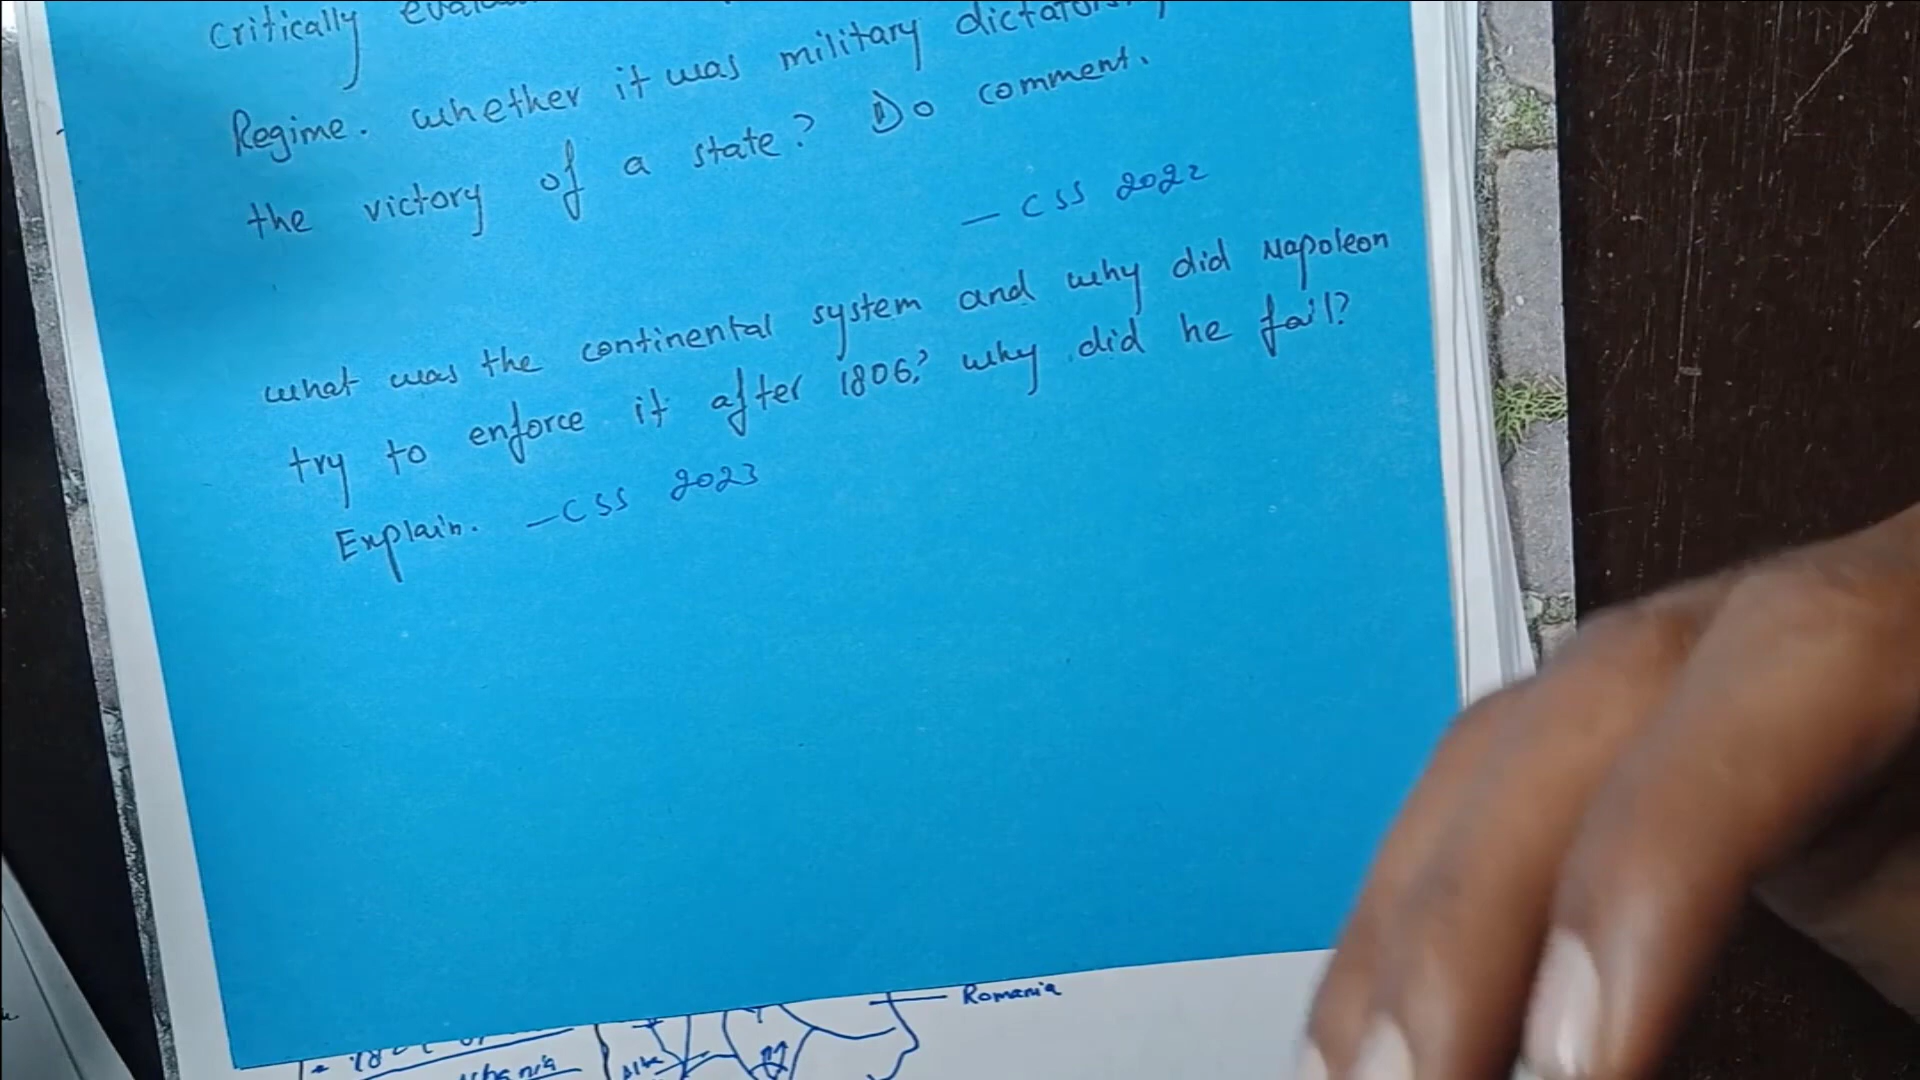 critically
Regime. whether it was military
the victory of a state? Do comment.
— CSS 2022
what was the continental system and why did Napoleon
try to enforce it after 1806? why did he fail?
Explain. — CSS 2023
Romania